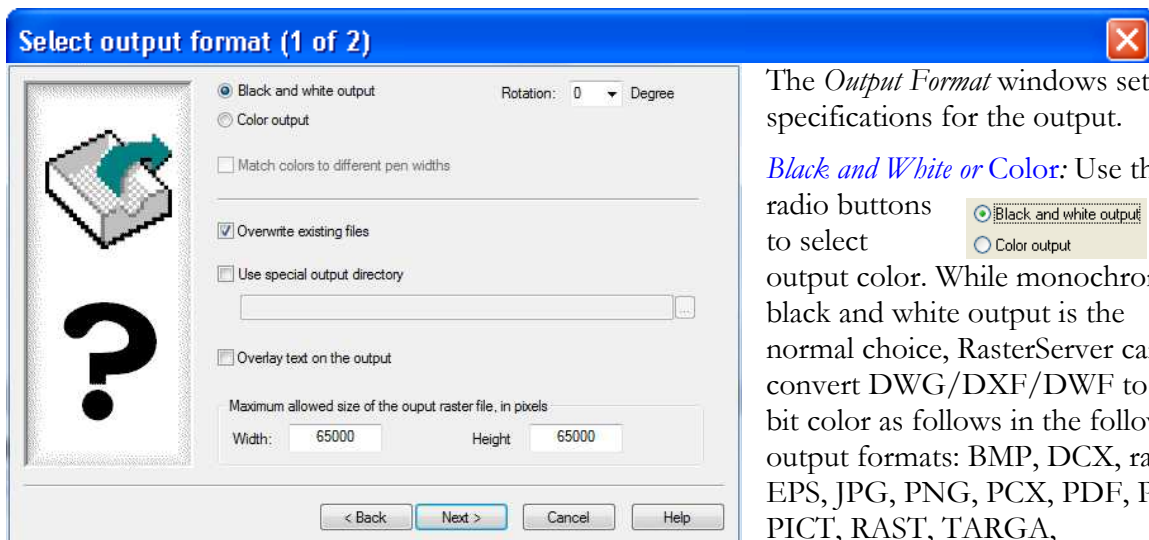 Select output format (1 of 2)
Black and white output
Rotation: 0 Degree
Color output
Match colors to different pen widths
Overwrite existing files
Use special output directory
...
Overlay text on the output
Maximum allowed size of the ouput raster file, in pixels
Width: 65000 Height 65000
< Back Next > Cancel Help
The Output Format windows set
specifications for the output.
Black and White or Color: Use
radio buttons
to select
Black and white output
Color output
output color. While
black and white output is the
normal choice, RasterServer
convert DWG/DXF/DWF to
bit color as follows in the
output formats: BMP, DCX,
EPS, JPG, PNG, PCX, PDF,
PICT, RAST, TARGA,